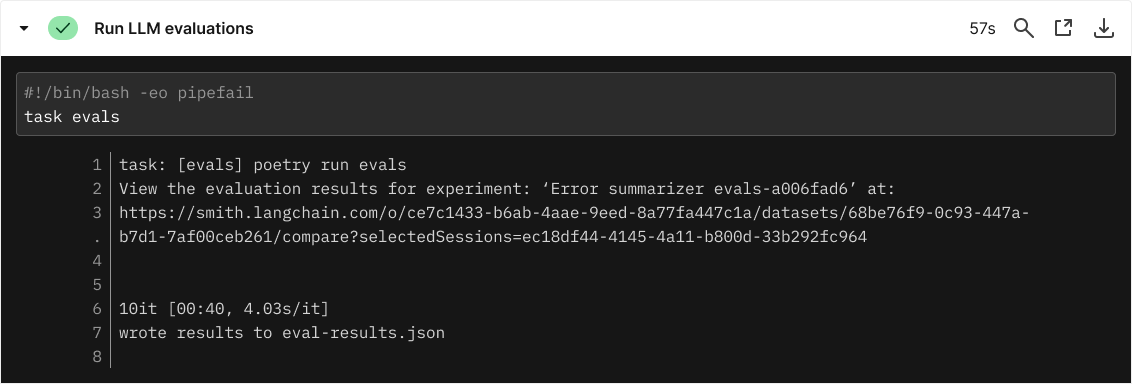 Run LLM evaluations
57s
#!/bin/bash -eo pipefail
task evals
1 task: [evals] poetry run evals
2 View the evaluation results for experiment: ‘Error summarizer evals-a006fad6’ at:
3 https://smith.langchain.com/o/ce7c1433-b6ab-4aae-9eed-8a77fa447c1a/datasets/68be76f9-0c93-447a-
. b7d1-7af00ceb261/compare?selectedSessions=ec18df44-4145-4a11-b800d-33b292fc964
4
5
6 10it [00:40, 4.03s/it]
7 wrote results to eval-results.json
8